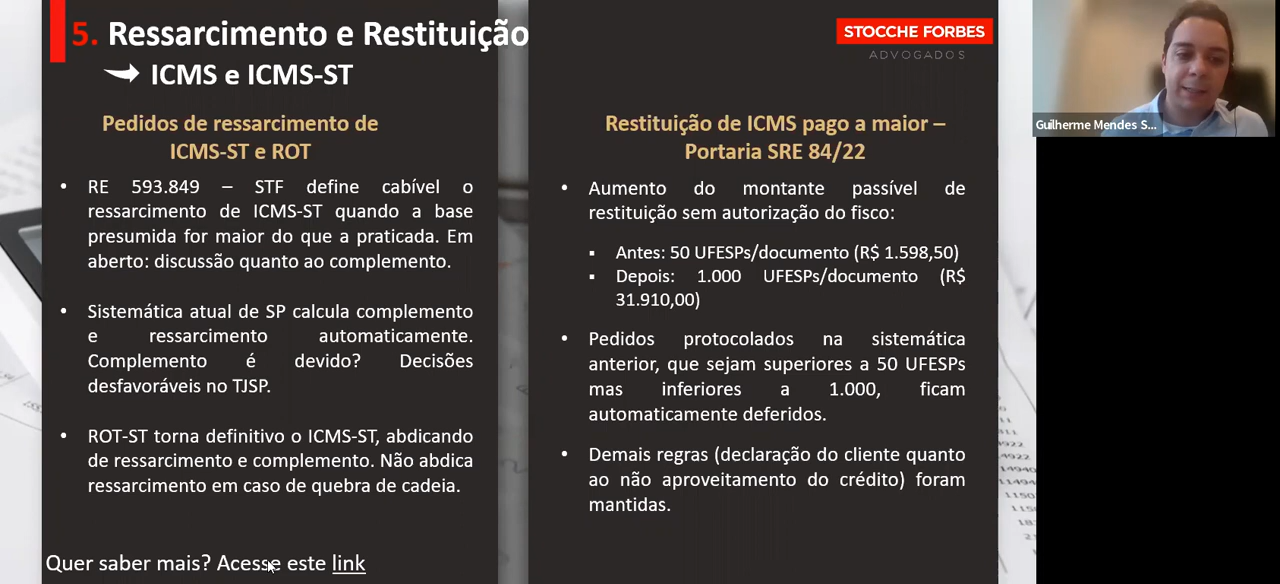 5. Ressarcimento e Restituição
ICMS e ICMS-ST
STOCCHE FORBES
ADVOGADOS
Guilherme Mendes S...
Pedidos de ressarcimento de
ICMS-ST e ROT
• RE 593.849 – STF define cabível o
ressarcimento de ICMS-ST quando a base
presumida for maior do que a praticada. Em
aberto: discussão quanto ao complemento.
• Sistemática atual de SP calcula complemento
e ressarcimento automaticamente.
Complemento é devido? Decisões
desfavoráveis no TJSP.
• ROT-ST torna definitivo o ICMS-ST, abdicando
de ressarcimento e complemento. Não abdica
ressarcimento em caso de quebra de cadeia.
Restituição de ICMS pago a maior –
Portaria SRE 84/22
• Aumento do montante passível de
restituição sem autorização do fisco:
▪ Antes: 50 UFESPs/documento (R$ 1.598,50)
▪ Depois: 1.000 UFESPs/documento (R$
31.910,00)
• Pedidos protocolados na sistemática
anterior, que sejam superiores a 50 UFESPs
mas inferiores a 1.000, ficam
automaticamente deferidos.
• Demais regras (declaração do cliente quanto
ao não aproveitamento do crédito) foram
mantidas.
Quer saber mais? Acesse este link